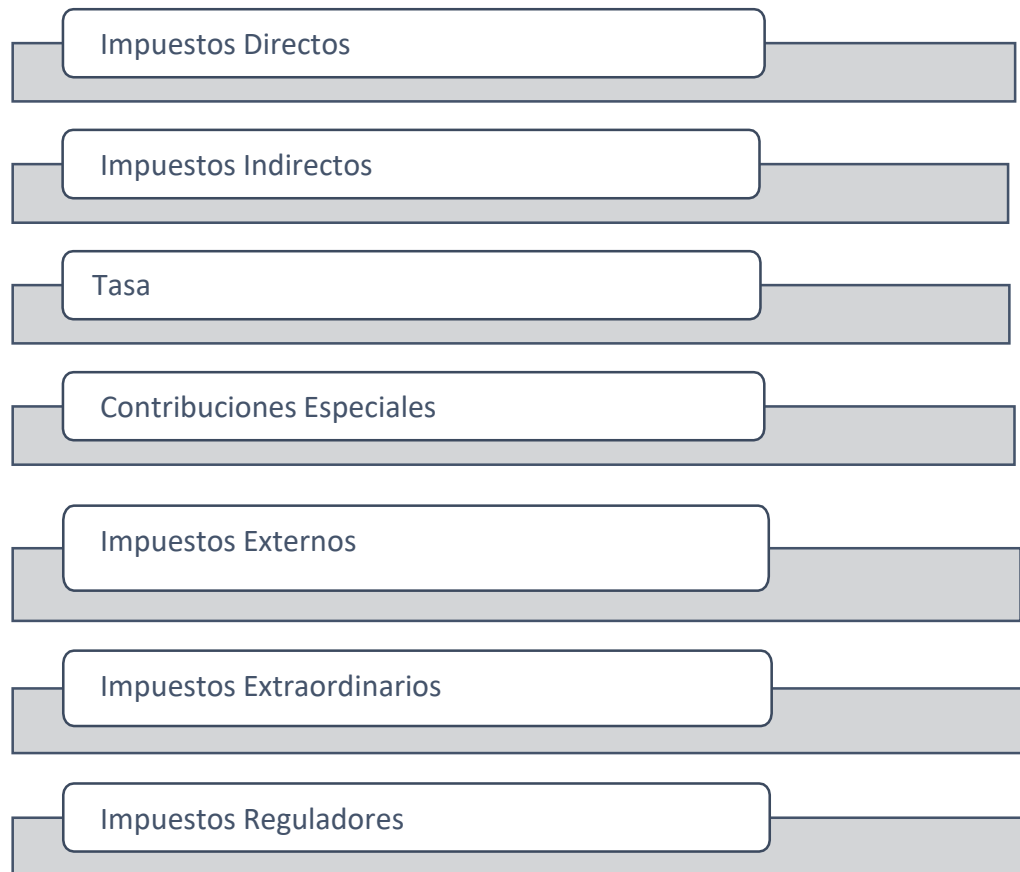 Impuestos Directos
Impuestos Indirectos
Tasa
Contribuciones Especiales
Impuestos Externos
Impuestos Extraordinarios
Impuestos Reguladores